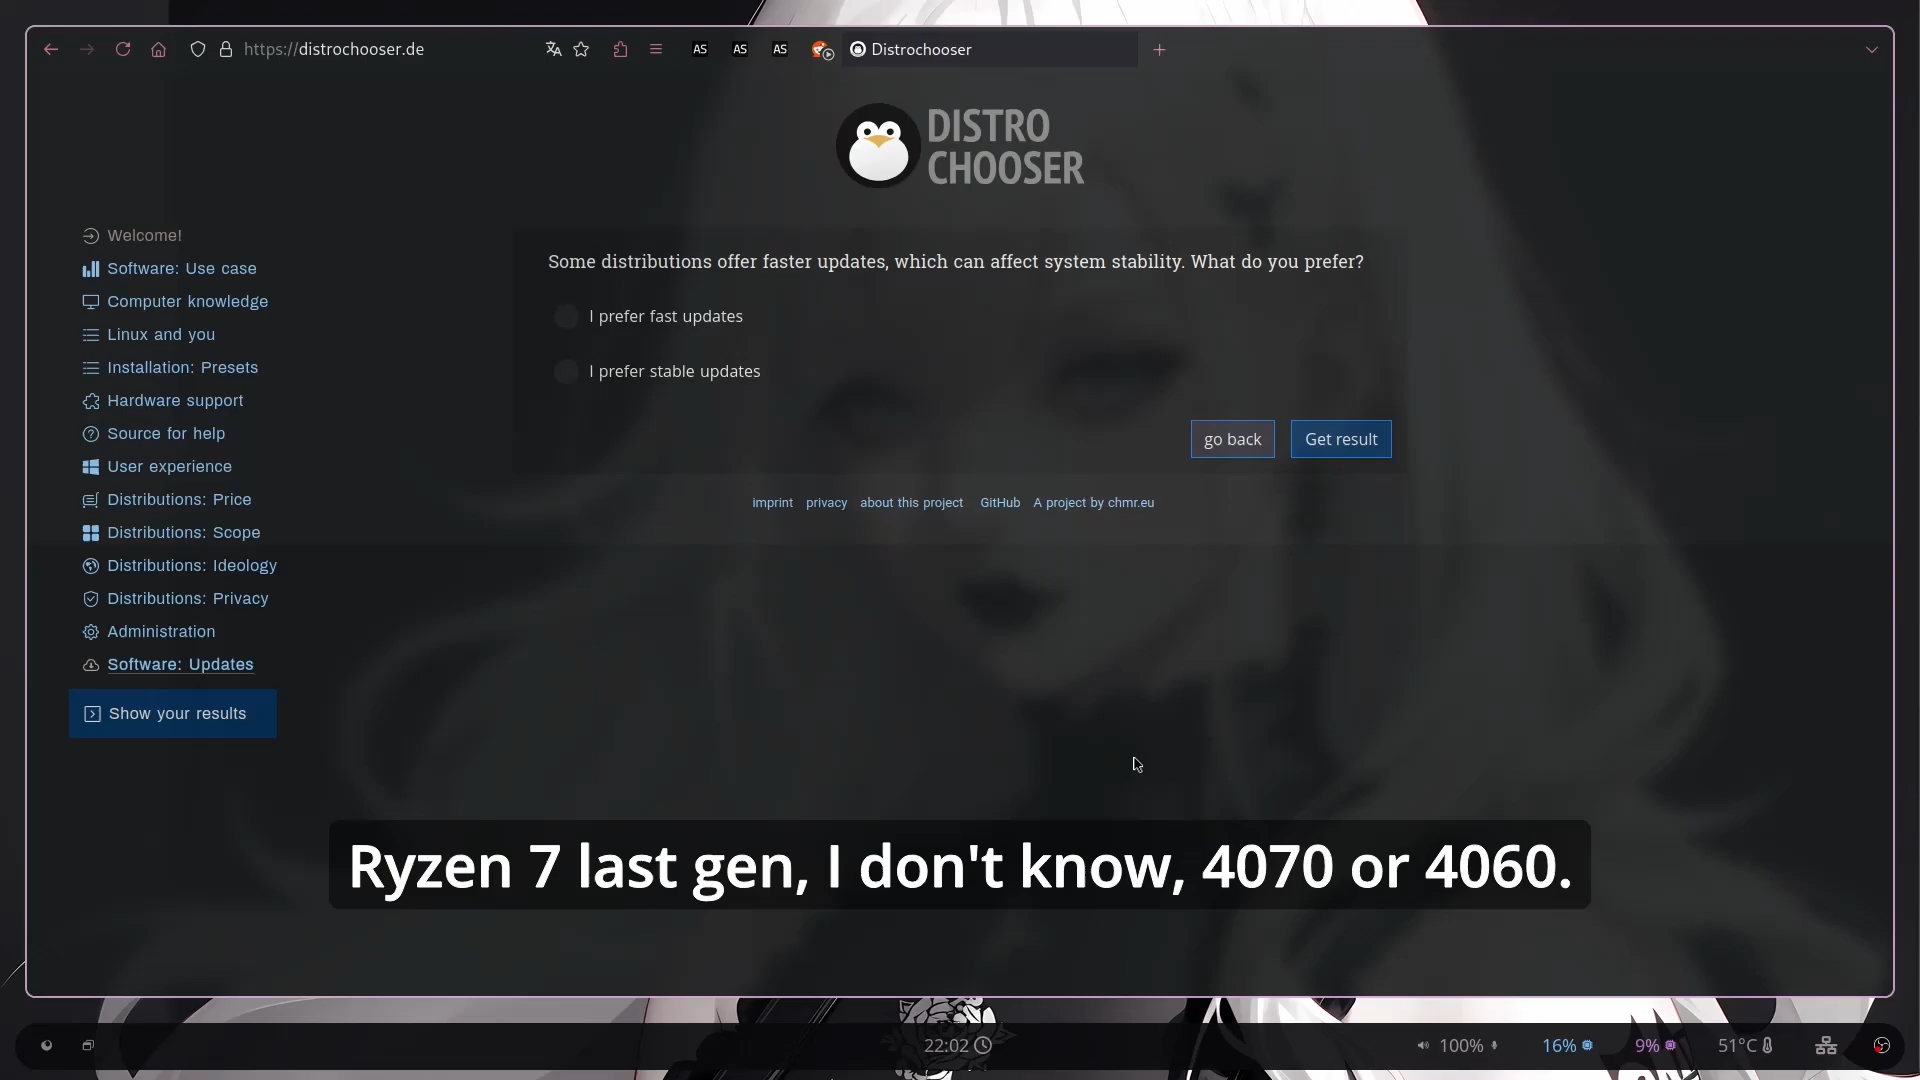 https://distrochooser.de
AS
AS
AS
Distrochooser
DISTRO
CHOOSER
Welcome!
Software: Use case
Computer knowledge
Linux and you
Installation: Presets
Hardware support
Source for help
User experience
Distributions: Price
Distributions: Scope
Distributions: Ideology
Distributions: Privacy
Administration
Software: Updates
Show your results
Some distributions offer faster updates, which can affect system stability. What do you prefer?
I prefer fast updates
I prefer stable updates
go back
Get result
imprint privacy about this project GitHub A project by chmr.eu
Ryzen 7 last gen, I don't know, 4070 or 4060.
22:02
100%
16%
9%
51°C